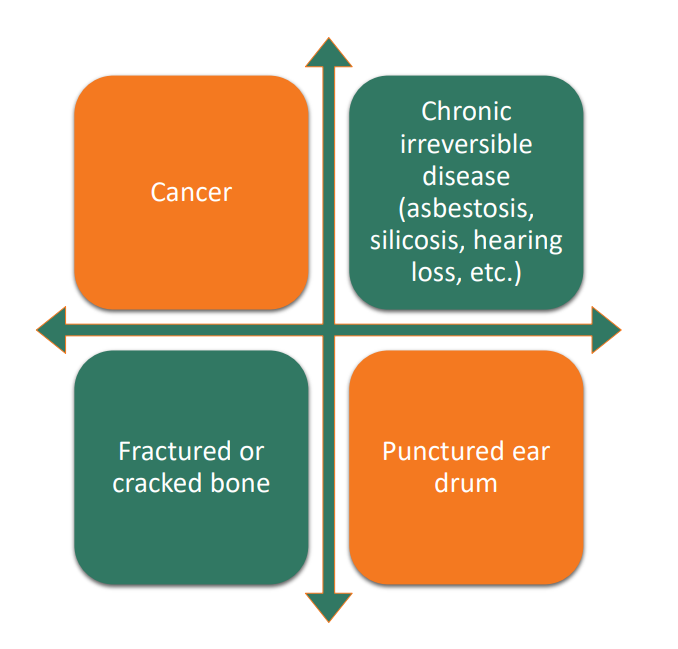 Cancer
Chronic
irreversible
disease
(asbestosis,
silicosis, hearing
loss, etc.)
Fractured or
cracked bone
Punctured ear
drum